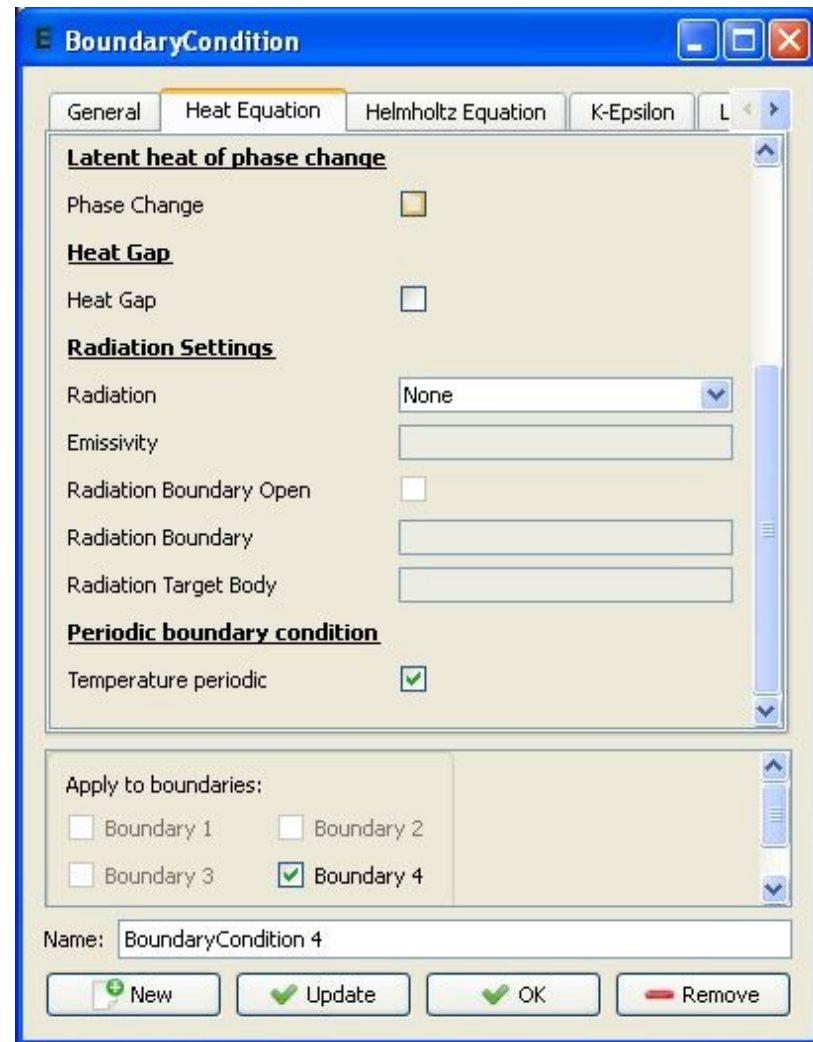 E BoundaryCondition
General Heat Equation Helmholtz Equation K-Epsilon L
Latent heat of phase change
Phase Change
Heat Gap
Heat Gap
Radiation Settings
Radiation None
Emissivity
Radiation Boundary Open
Radiation Boundary
Radiation Target Body
Periodic boundary condition
Temperature periodic
Apply to boundaries:
Boundary 1 Boundary 2
Boundary 3 Boundary 4
Name: BoundaryCondition 4
New Update OK Remove